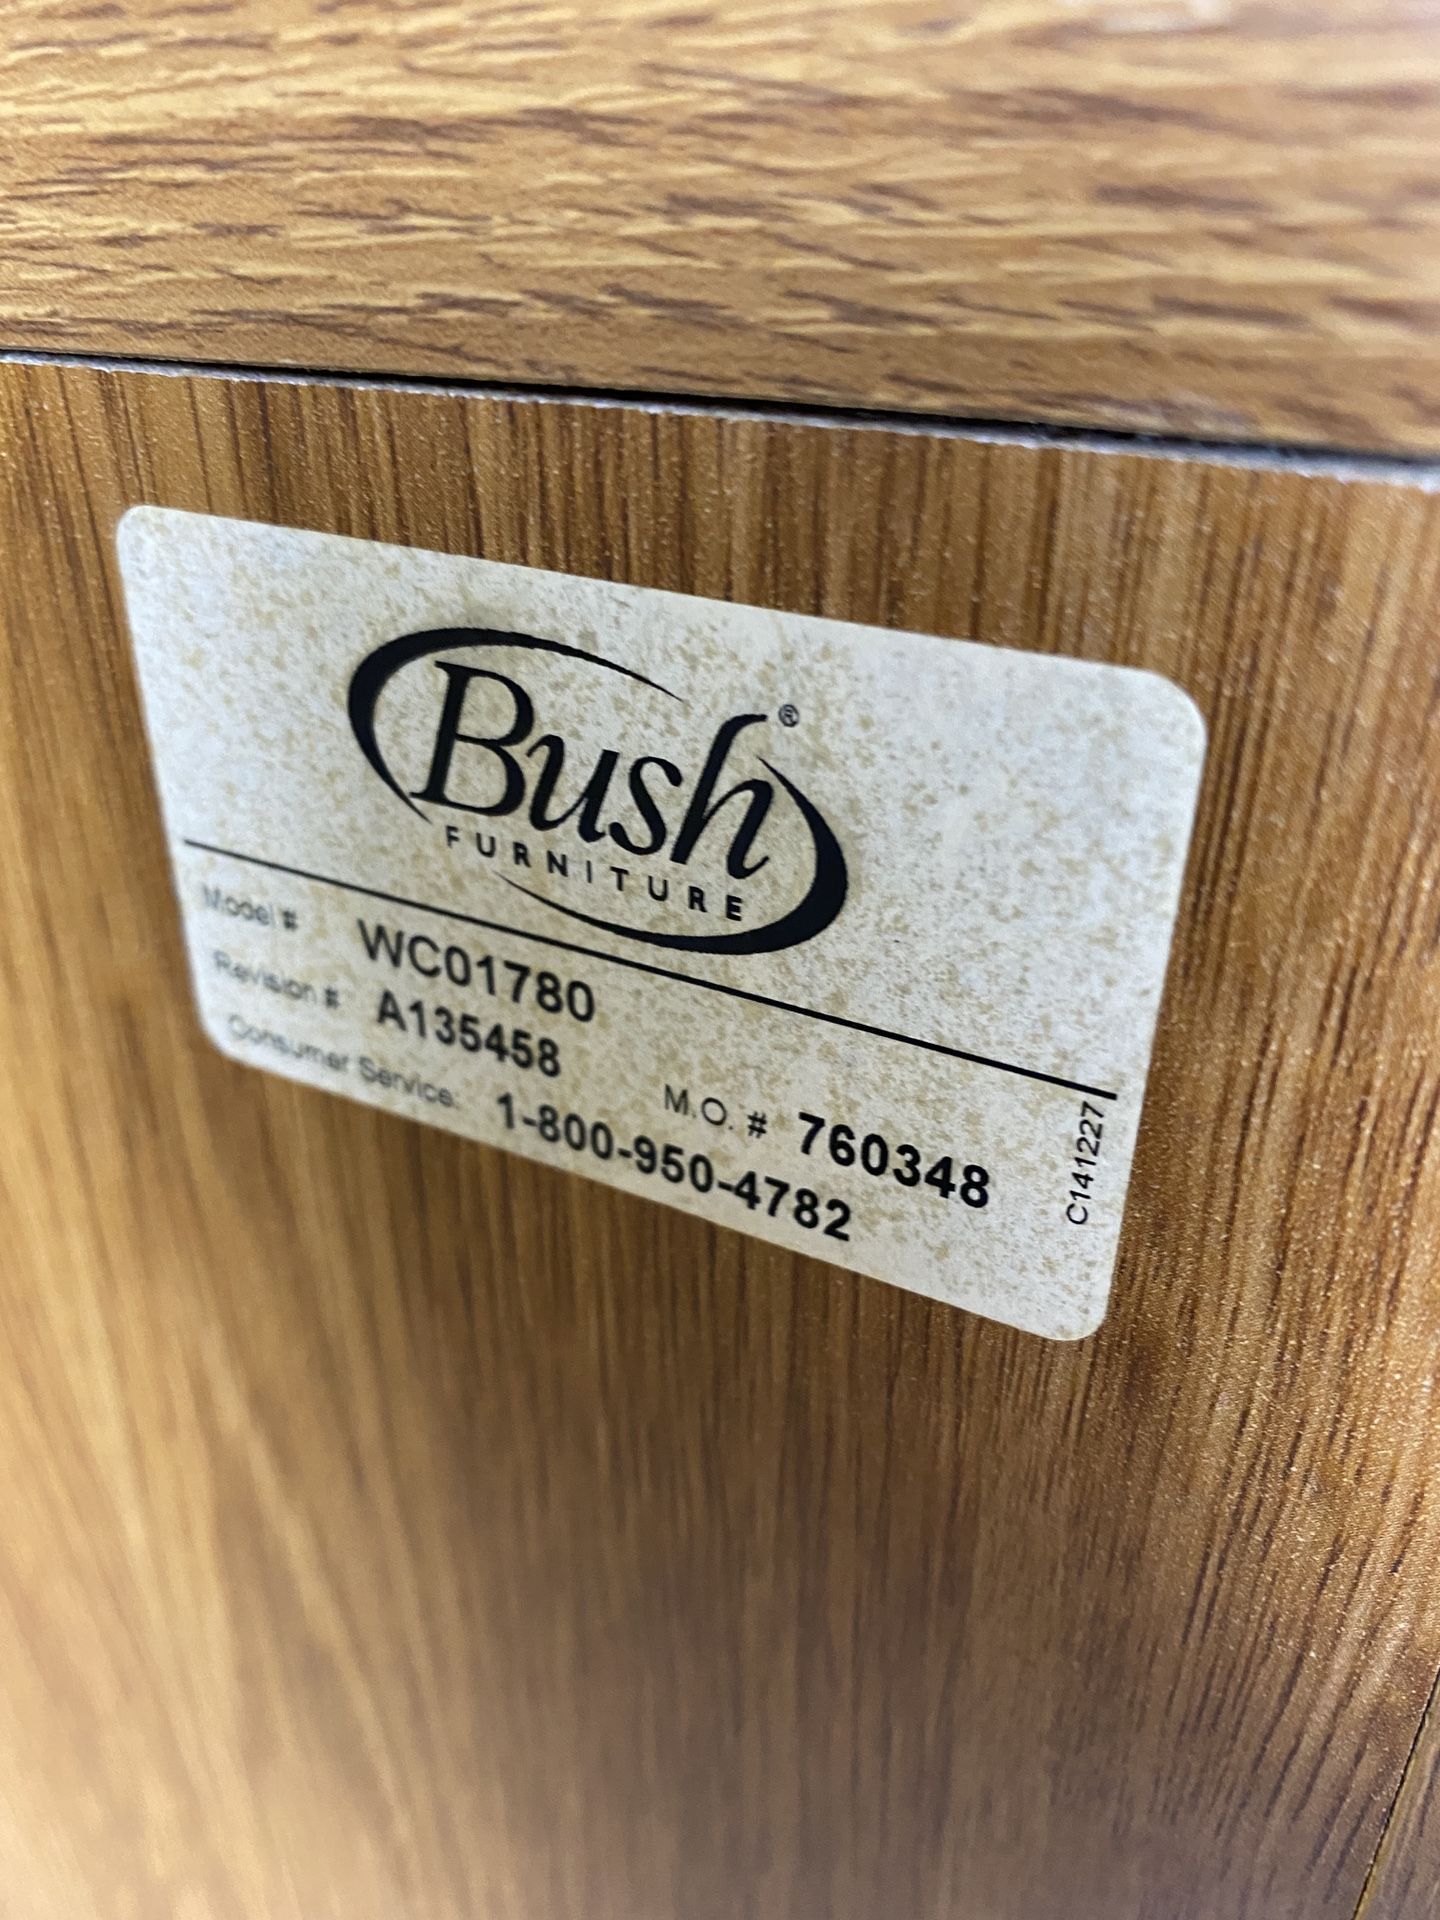 Bush®
FURNITURE
Model # WC01780
Revision # A135458 M.O. # 760348
Consumer Service: 1-800-950-4782
C141227